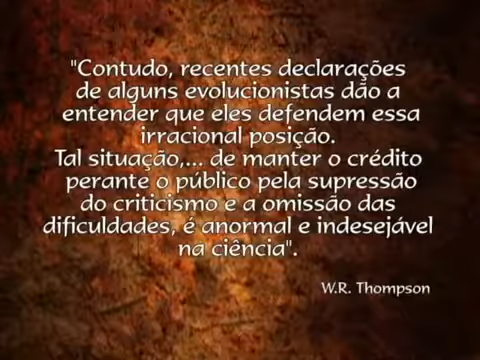 "Contudo, recentes declarações
de alguns evolucionistas dão a
entender que eles defendem essa
irracional posição.
Tal situação,... de manter o crédito
perante o público pela supressão
do criticismo e a omissão das
dificuldades, é anormal e indesejável
na ciência".
W.R. Thompson